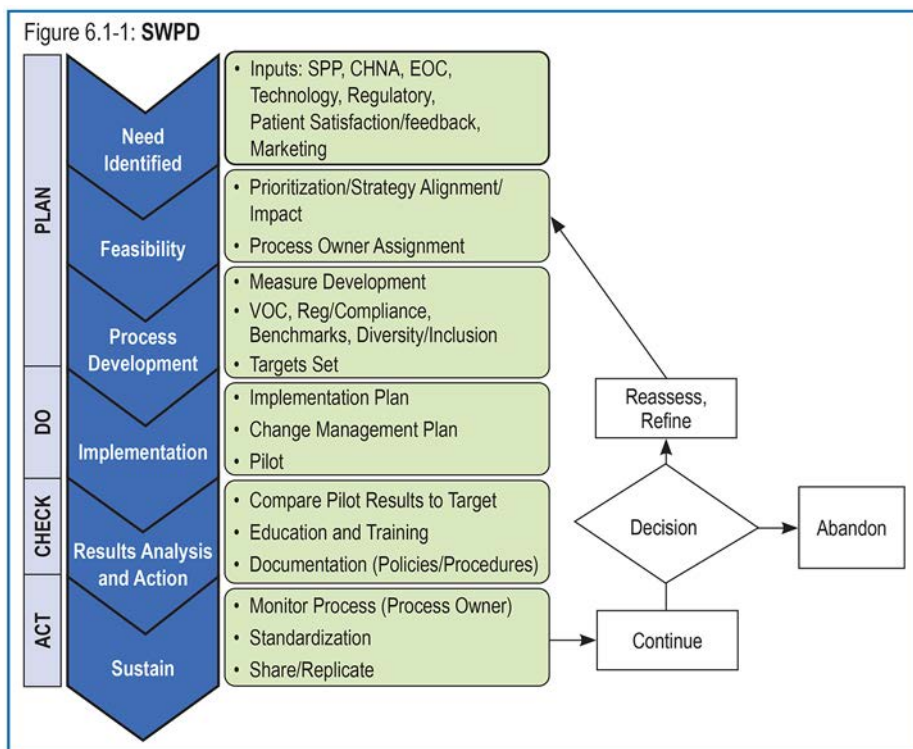 Figure 6.1-1: SWPD
PLAN
Need
Identified
• Inputs: SPP, CHNA, EOC,
Technology, Regulatory,
Patient Satisfaction/feedback,
Marketing
Feasibility
• Prioritization/Strategy Alignment/
Impact
• Process Owner Assignment
Process
Development
• Measure Development
• VOC, Reg/Compliance,
Benchmarks, Diversity/Inclusion
• Targets Set
DO
Implementation
• Implementation Plan
• Change Management Plan
• Pilot
CHECK
Results Analysis
and Action
• Compare Pilot Results to Target
• Education and Training
• Documentation (Policies/Procedures)
ACT
Sustain
• Monitor Process (Process Owner)
• Standardization
• Share/Replicate
Reassess,
Refine
Decision
Abandon
Continue